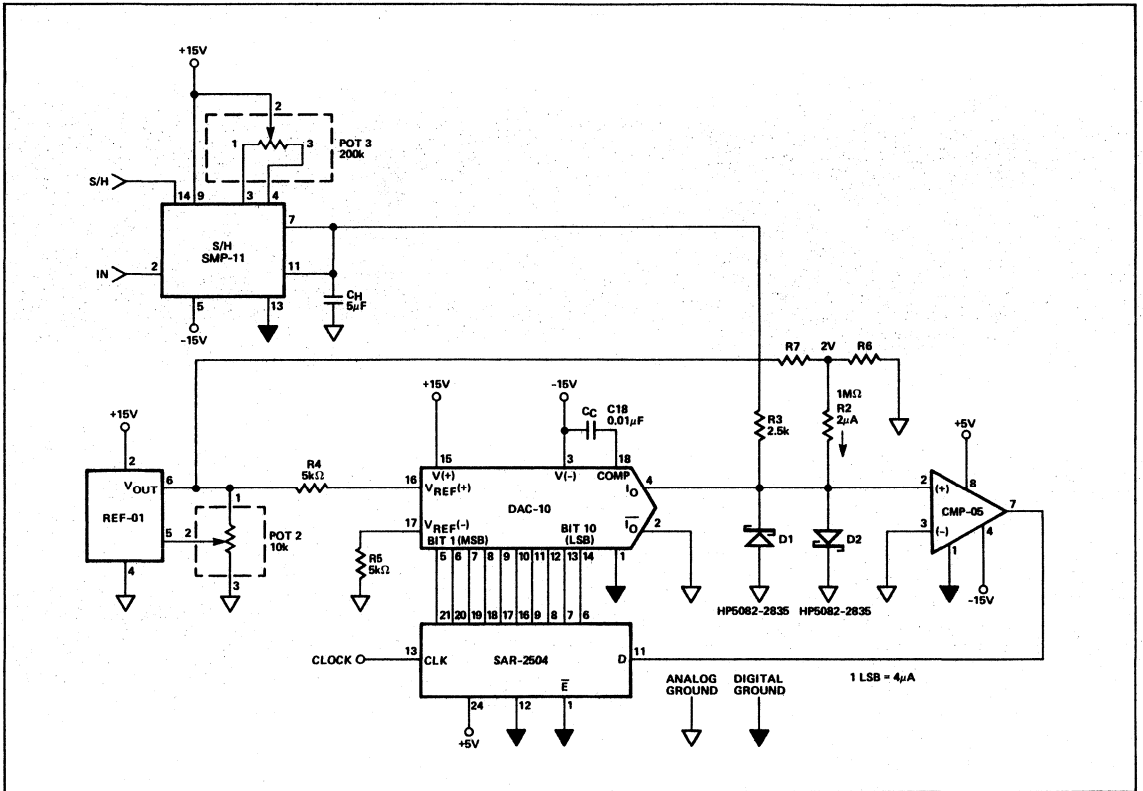 +15V
2
1
3
POT 3
200k
S/H
14
9
3
4
7
S/H
SMP-11
IN
2
11
5
13
CH
5μF
-15V
R7
2V
R6
+15V
-15V
1MΩ
R2
2μA
CC
C18
0.01μF
R3
2.5k
+15V
+5V
2
15
3
18
V(+)
V(-)
COMP
8
VOUT
6
R4
5kΩ
16
VREF(+)
IO
4
2
(+)
7
REF-01
1
DAC-10
CMP-05
5
2
POT 2
10k
17
VREF(-)
IO
2
3
(-)
BIT 1 (MSB)
BIT 10
(LSB)
D1
D2
4
3
R5
5kΩ
5 6 7 8 9 10 11 12 13 14
1
1
4
-15V
HP5082-2835 HP5082-2835
21 20 19 18 17 16 9 8 7 6
CLOCK
13
CLK
SAR-2504
D
11
1 LSB = 4μA
E
ANALOG
GROUND
DIGITAL
GROUND
24
12
1
+5V